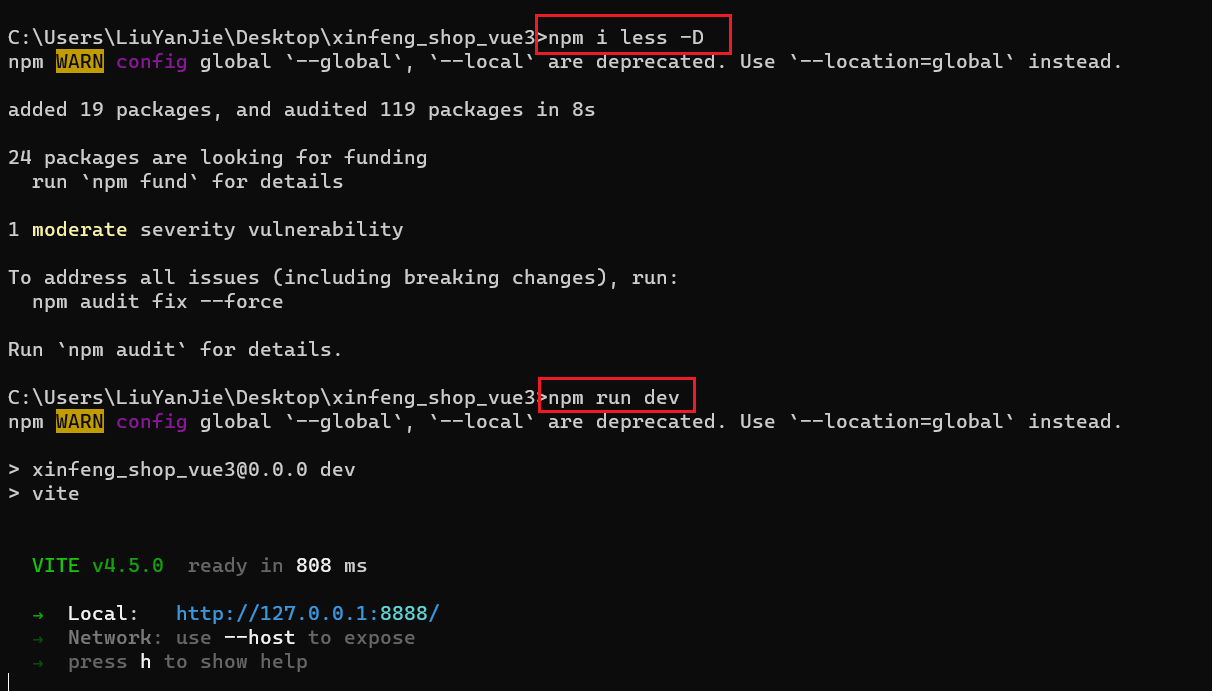 C:\Users\LiuYanJie\Desktop\xinfeng_shop_vue3>npm i less -D
npm WARN config global `--global`, `--local` are deprecated. Use `--location=global` instead.
added 19 packages, and audited 119 packages in 8s
24 packages are looking for funding
run `npm fund` for details
1 moderate severity vulnerability
To address all issues (including breaking changes), run:
npm audit fix --force
Run `npm audit` for details.
C:\Users\LiuYanJie\Desktop\xinfeng_shop_vue3>npm run dev
npm WARN config global `--global`, `--local` are deprecated. Use `--location=global` instead.
> xinfeng_shop_vue3@0.0.0 dev
> vite
VITE v4.5.0 ready in 808 ms
→ Local: http://127.0.0.1:8888/
→ Network: use --host to expose
→ press h to show help